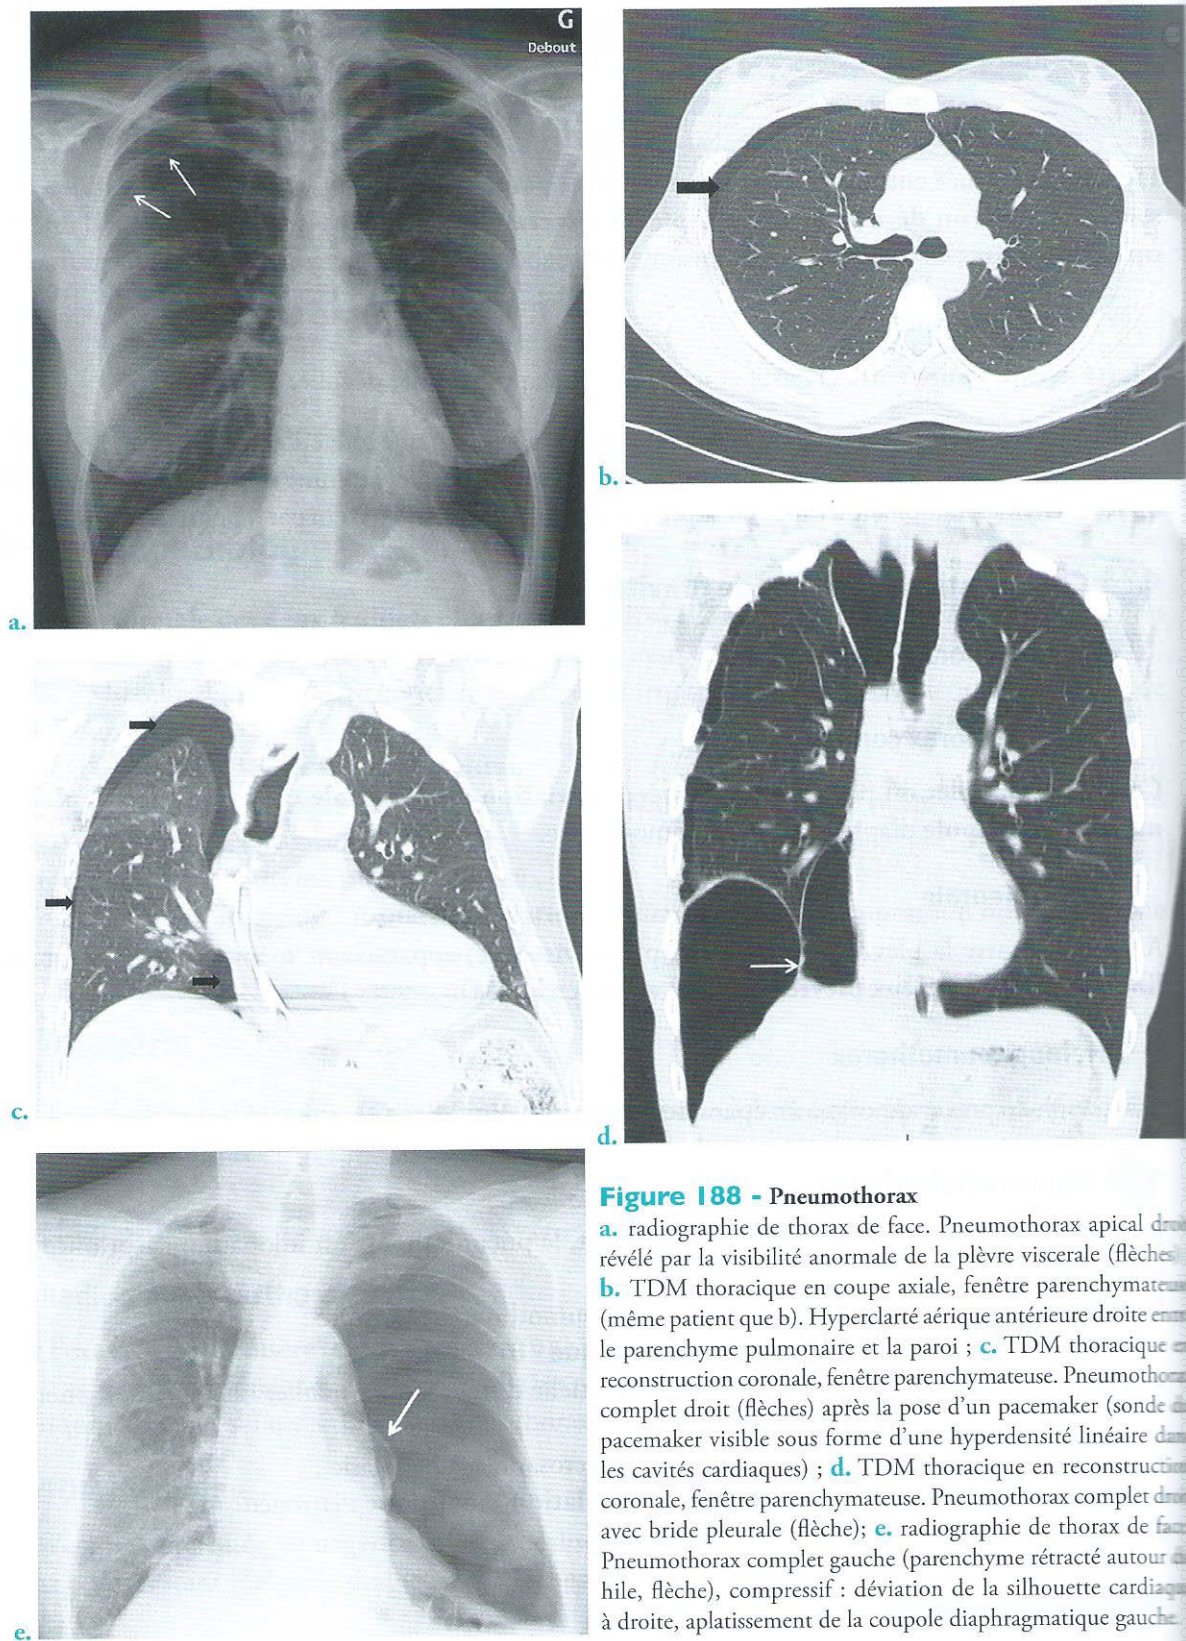 G
Debout
a.
b.
c.
d.
e.
Figure 188 - Pneumothorax
a. radiographie de thorax de face. Pneumothorax apical
révélé par la visibilité anormale de la plèvre viscerale (flèches
b. TDM thoracique en coupe axiale, fenêtre
(même patient que b). Hyperclarté aérique antérieure droite
le parenchyme pulmonaire et la paroi ; c. TDM thoracique
reconstruction coronale, fenêtre parenchymateuse.
complet droit (flèches) après la pose d'un pacemaker (sonde
pacemaker visible sous forme d'une hyperdensité linéaire
les cavités cardiaques) ; d. TDM thoracique en
coronale, fenêtre parenchymateuse. Pneumothorax complet
avec bride pleurale (flèche); e. radiographie de thorax de
Pneumothorax complet gauche (parenchyme rétracté autour
hile, flèche), compressif : déviation de la silhouette
à droite, aplatissement de la coupole diaphragmatique